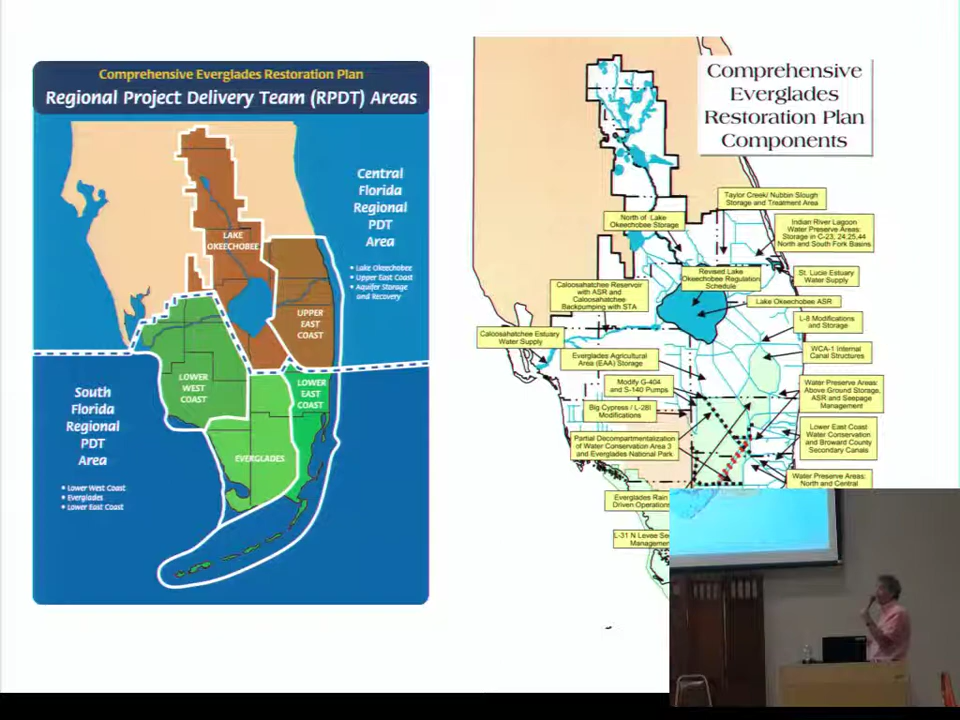 Comprehensive Everglades Restoration Plan
Regional Project Delivery Team (RPDT) Areas
Central
Florida
Regional
PDT
Area
• Lake Okeechobee
• Upper East Coast
• Aquifer Storage
and Recovery
LAKE
OKEECHOBEE
UPPER
EAST
COAST
LOWER
WEST
COAST
LOWER
EAST
COAST
EVERGLADES
South
Florida
Regional
PDT
Area
• Lower West Coast
• Everglades
• Lower East Coast
Comprehensive
Everglades
Restoration Plan
Components
Taylor Creek/ Nubbin Slough
Storage and Treatment Area
North of Lake
Okeechobee Storage
Indian River Lagoon
Water Preserve Areas:
Storage in C-23, 24,25,44
North and South Fork Basins
Revised Lake
Okeechobee Regulation
Schedule
St. Lucie Estuary
Water Supply
Caloosahatchee Reservoir
with ASR and
Caloosahatchee
Backpumping with STA
Lake Okeechobee ASR
L-8 Modifications
and Storage
Caloosahatchee Estuary
Water Supply
WCA-1 Internal
Canal Structures
Everglades Agricultural
Area (EAA) Storage
Modify G-404
and S-140 Pumps
Water Preserve Areas:
Above Ground Storage,
ASR and Seepage
Management
Big Cypress / L-28I
Modifications
Lower East Coast
Water Conservation
and Broward County
Secondary Canals
Partial Decompartmentalization
of Water Conservation Area 3
and Everglades National Park
Water Preserve Areas:
North and Central
Everglades Rain
Driven Operations
L-31 N Levee
Management